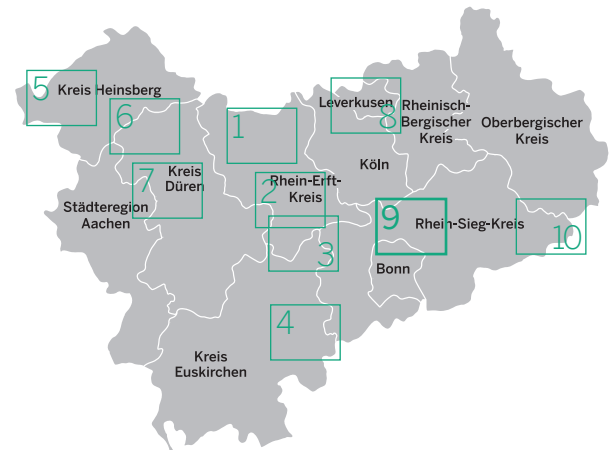 5
Kreis Heinsberg
6
1
Leverkusen
8
Rheinisch-
Bergischer
Kreis
Oberbergischer
Kreis
7
Kreis
Düren
2
Rhein-Erft-
Kreis
Köln
Städteregion
Aachen
9
Rhein-Sieg-Kreis
10
3
Bonn
4
Kreis
Euskirchen